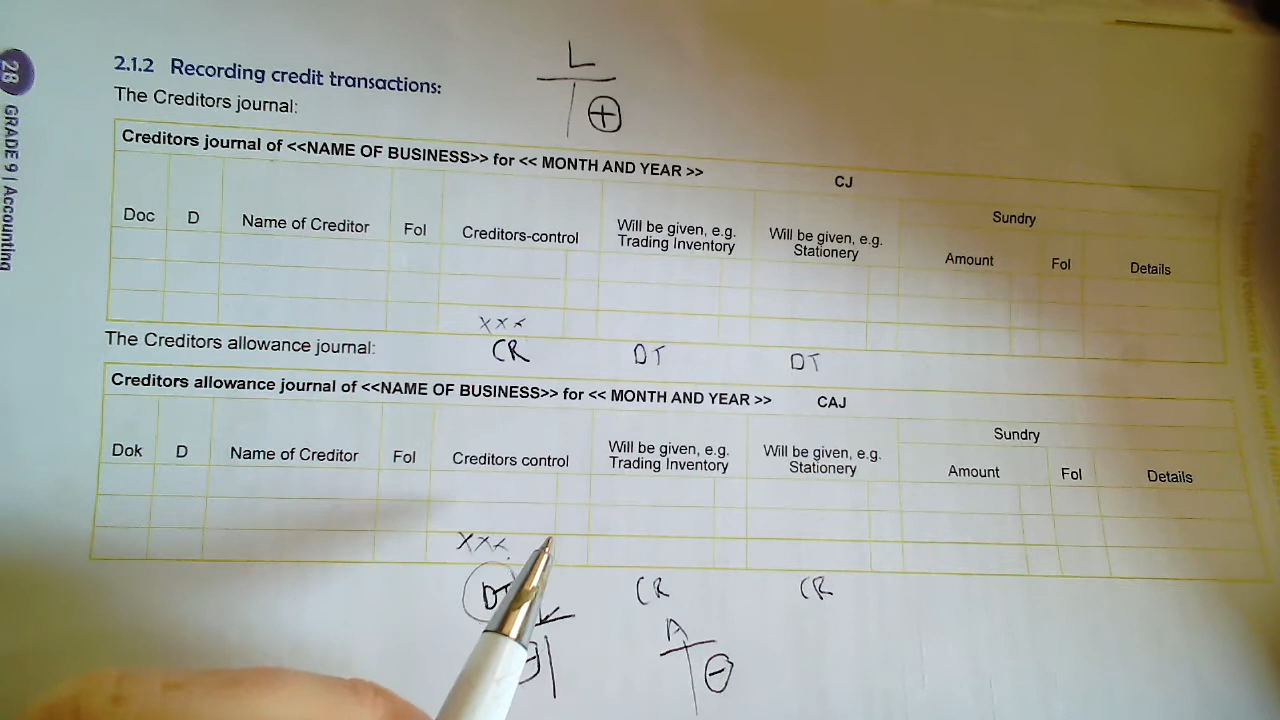 28
GRADE 9 | Accounting
L
+
2.1.2 Recording credit transactions:
The Creditors journal:
Creditors journal of <<NAME OF BUSINESS>> for << MONTH AND YEAR >> CJ
Doc D Name of Creditor Fol Creditors-control Will be given, e.g. Trading Inventory Will be given, e.g. Stationery Sundry
Amount Fol Details
xxx
The Creditors allowance journal: CR DT DT
Creditors allowance journal of <<NAME OF BUSINESS>> for << MONTH AND YEAR >> CAJ
Dok D Name of Creditor Fol Creditors control Will be given, e.g. Trading Inventory Will be given, e.g. Stationery Sundry
Amount Fol Details
xxx
DT CR CR
A
-